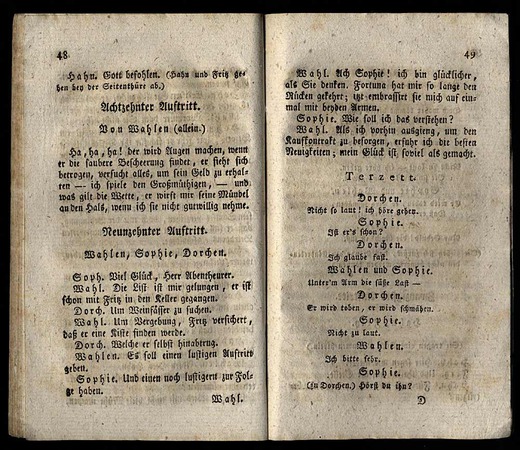 48
Hahn. Gott befohlen. (Hahn und Fritz ge-
hen bey der Seitenthüre ab.)
Achtzehnter Auftritt.
Von Wahlen (allein.)
Ha, ha, ha! der wird Augen machen, wenn
er die saubere Bescheerung findet, er sieht sich
betrogen, versucht alles, um sein Geld zu erhal-
ten — ich spiele den Großmüthigen, — und
was gilt die Wette, er wirft mir seine Mündel
an den Hals, wenn ich sie nicht gutwillig nehme.
Neunzehnter Auftritt.
Wahlen, Sophie, Dorchen.
Soph. Viel Glück, Herr Abentheurer.
Wahl. Die List ist mir gelungen, er ist
schon mit Fritz in den Keller gegangen.
Dorch. Um Weinfässer zu suchen.
Wahl. Um Vergebung, Fritz versichert,
daß er eine Kiste finden werde.
Dorch. Welche er selbst hinabtrug.
Wahlen. Es soll einen lustigen Auftritt
geben.
Sophie. Und einen noch lustigern zur Fol-
ge haben.
Wahl.
49
Wahl. Ach Sophie! ich bin glücklicher,
als Sie denken. Fortuna hat mir so lange den
Rücken gekehrt; itzt embrassirt sie mich auf ein-
mal mit beyden Armen.
Sophie. Wie soll ich das verstehen?
Wahl. Als ich vorhin ausgieng, um den
Kaufkontrakt zu besorgen, erfuhr ich die besten
Neuigkeiten; mein Glück ist soviel als gemacht.
Terzett.
Dorchen.
Nicht so laut! ich höre gehen.
Sophie.
Ist er's schon?
Dorchen.
Ich glaube fast.
Wahlen und Sophie.
Unter'm Arm die süße Last —
Dorchen.
Er wird toben, er wird schmähen.
Sophie.
Nicht zu laut.
Wahlen.
Ich bitte sehr.
Sophie.
(zu Dorchen.) Hörst du ihn?
D